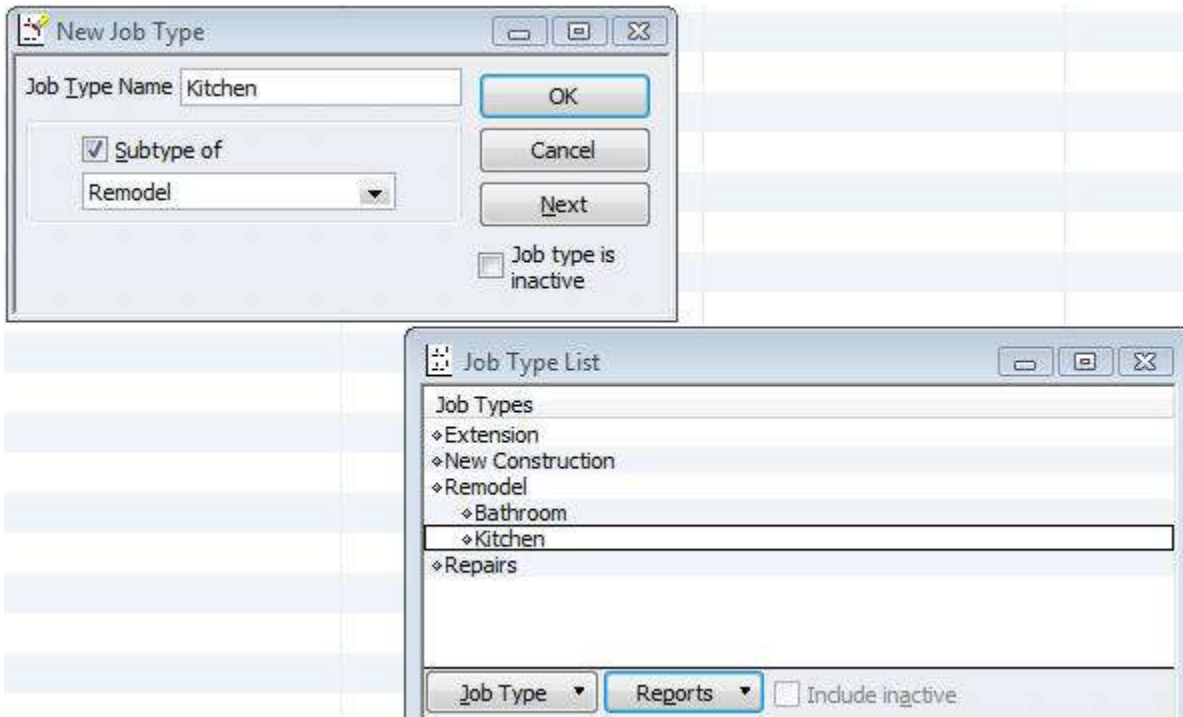 New Job Type
Job Type Name Kitchen
OK
Subtype of
Cancel
Remodel
Next
Job type is
inactive
Job Type List
Job Types
Extension
New Construction
Remodel
Bathroom
Kitchen
Repairs
Job Type
Reports
Include inactive